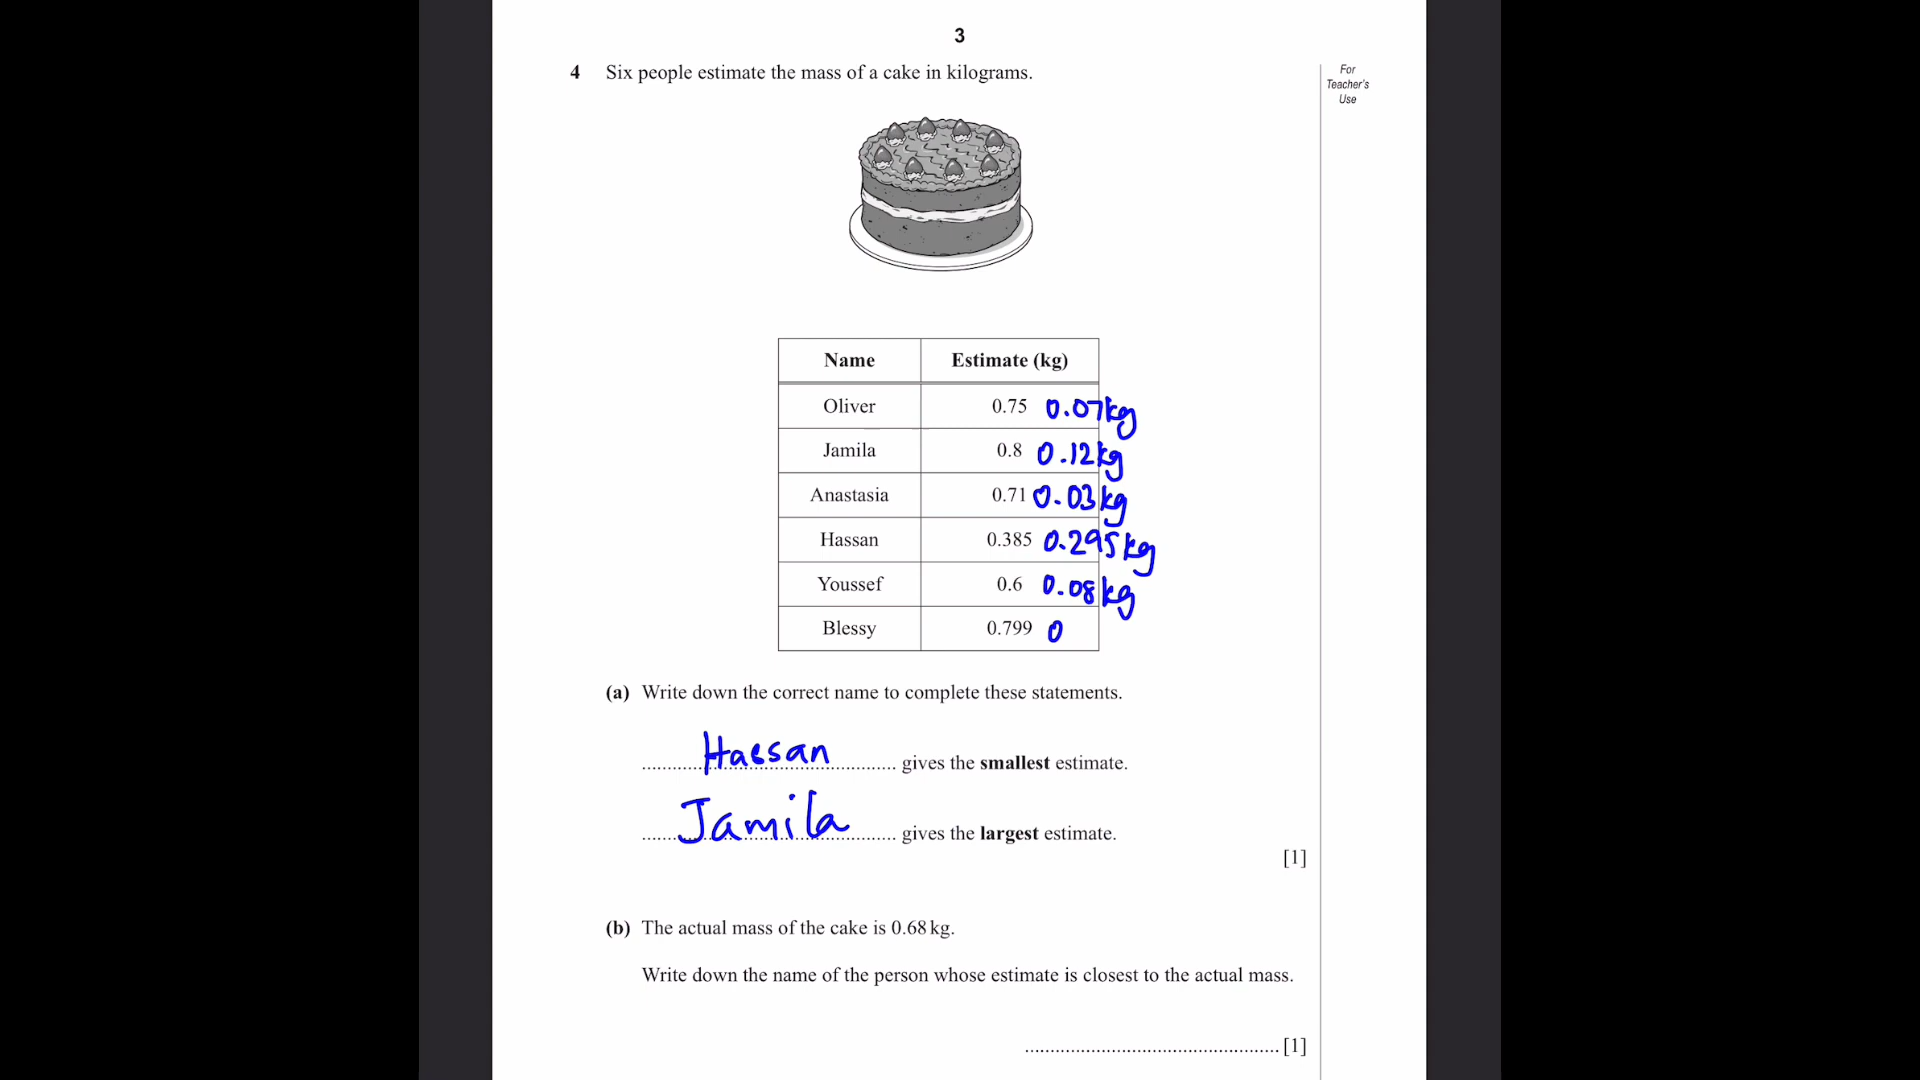 3
4 Six people estimate the mass of a cake in kilograms.
For
Teacher's
Use
Name Estimate (kg)
Oliver 0.75 0.07kg
Jamila 0.8 0.12kg
Anastasia 0.71 0.03kg
Hassan 0.385 0.295kg
Youssef 0.6 0.08kg
Blessy 0.799 0
(a) Write down the correct name to complete these statements.
Hassan gives the smallest estimate.
Jamila gives the largest estimate.
[1]
(b) The actual mass of the cake is 0.68 kg.
Write down the name of the person whose estimate is closest to the actual mass.
[1]